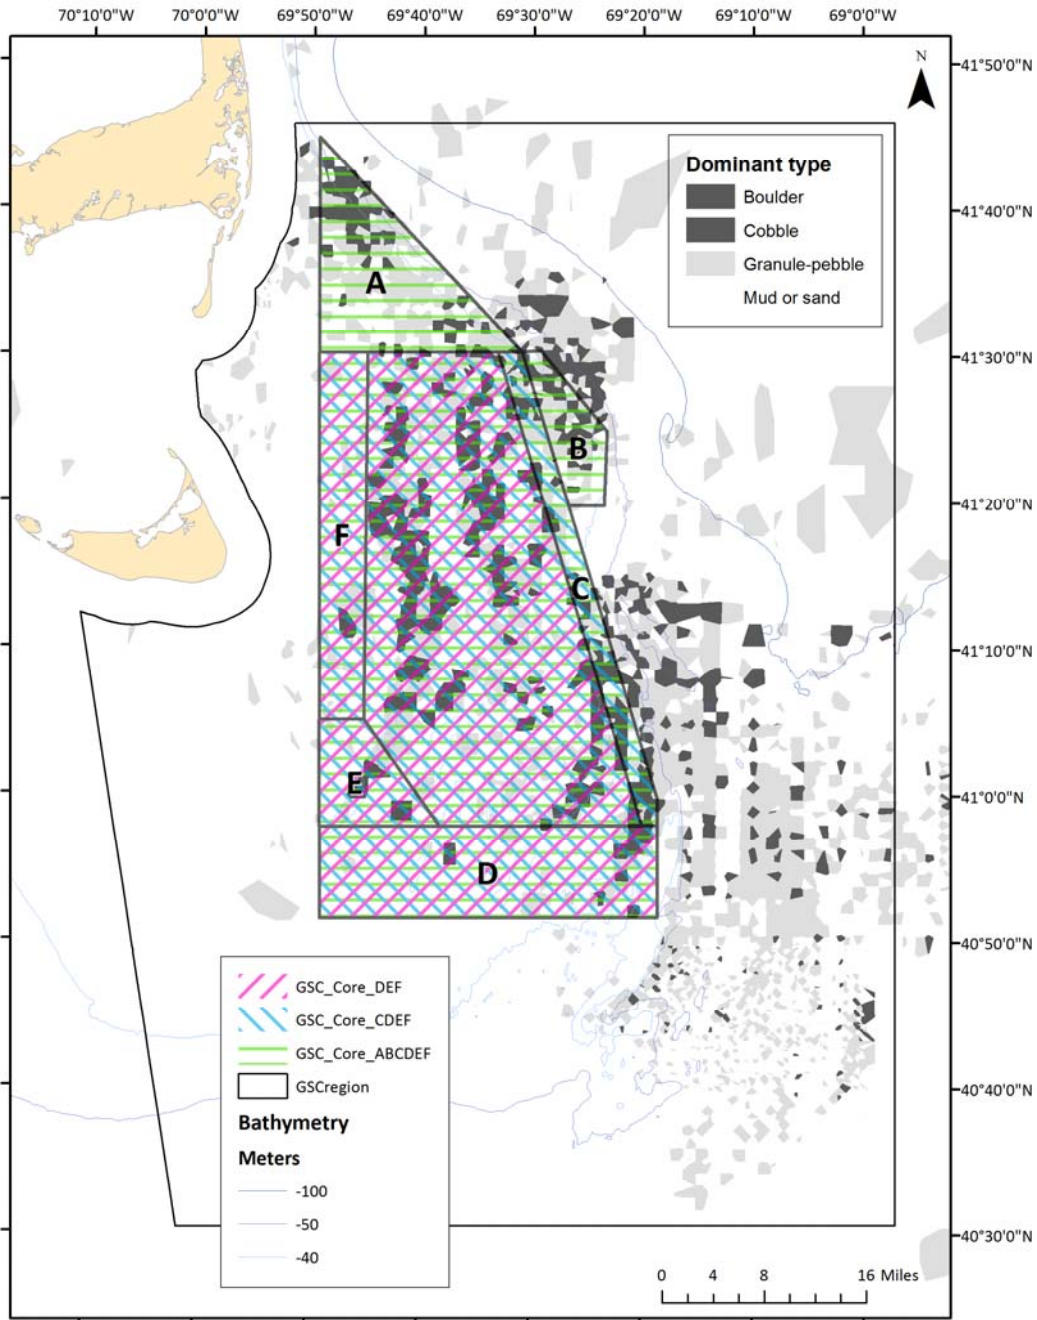 70°10'0"W 70°0'0"W 69°50'0"W 69°40'0"W 69°30'0"W 69°20'0"W 69°10'0"W 69°0'0"W
N
41°50'0"N
Dominant type
Boulder
Cobble
Granule-pebble
Mud or sand
41°40'0"N
A
41°30'0"N
B
41°20'0"N
F
C
41°10'0"N
E
41°0'0"N
D
40°50'0"N
GSC_Core_DEF
GSC_Core_CDEF
GSC_Core_ABCDEF
GSCregion
Bathymetry
Meters
-100
-50
-40
40°40'0"N
40°30'0"N
0 4 8 16 Miles